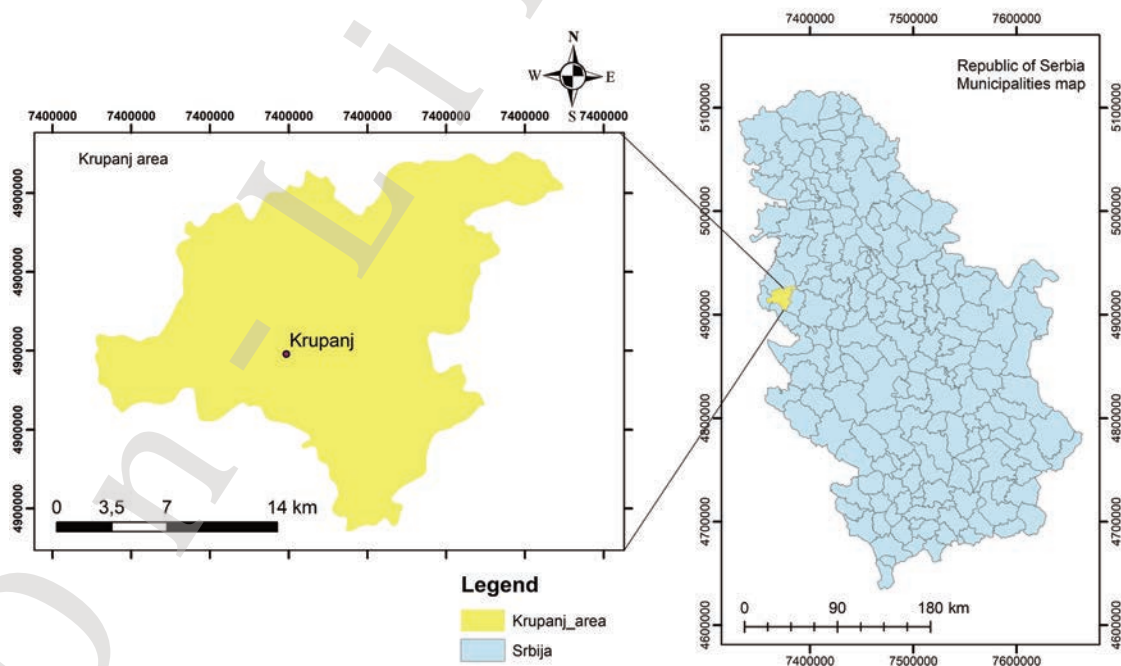 N
W E
S
7400000 7400000 7400000 7400000 7400000 7400000 7400000 7400000
Krupanj area
4900000
4900000
4900000
4900000
4900000
Krupanj
0 3,5 7 14 km
Legend
Krupanj_area
Srbija
7400000 7500000 7600000
Republic of Serbia
Municipalities map
5100000 5100000
5000000 5000000
4900000 4900000
4800000 4800000
4700000 4700000
4600000 4600000
0 90 180 km
7400000 7500000 7600000
On-Li